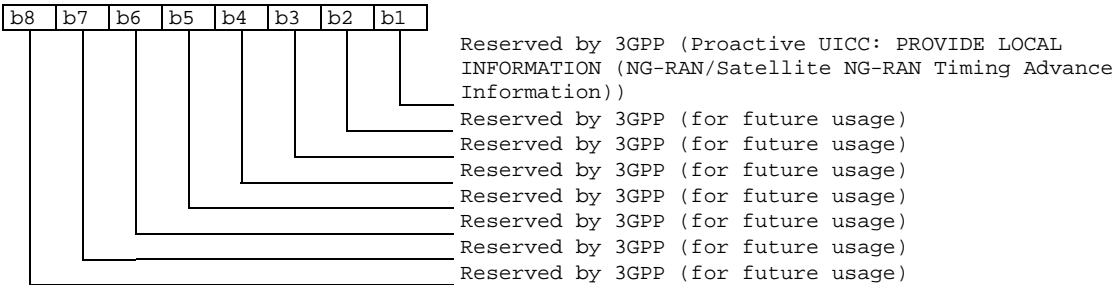 b8 b7 b6 b5 b4 b3 b2 b1
Reserved by 3GPP (Proactive UICC: PROVIDE LOCAL
INFORMATION (NG-RAN/Satellite NG-RAN Timing Advance
Information))
Reserved by 3GPP (for future usage)
Reserved by 3GPP (for future usage)
Reserved by 3GPP (for future usage)
Reserved by 3GPP (for future usage)
Reserved by 3GPP (for future usage)
Reserved by 3GPP (for future usage)
Reserved by 3GPP (for future usage)